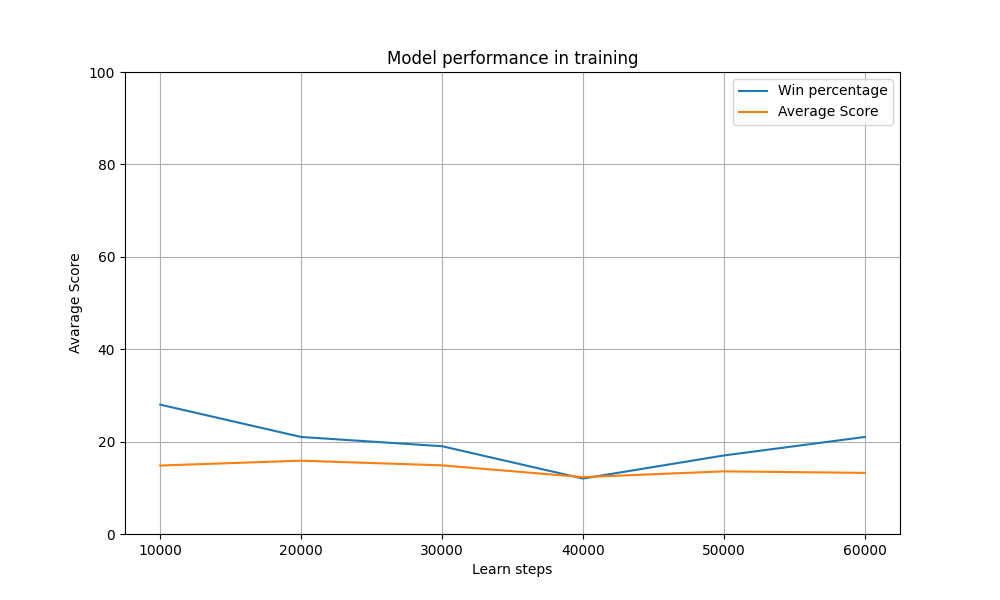 Model performance in training
100
80
60
40
20
0
Avarage Score
Win percentage
Average Score
10000 20000 30000 40000 50000 60000
Learn steps